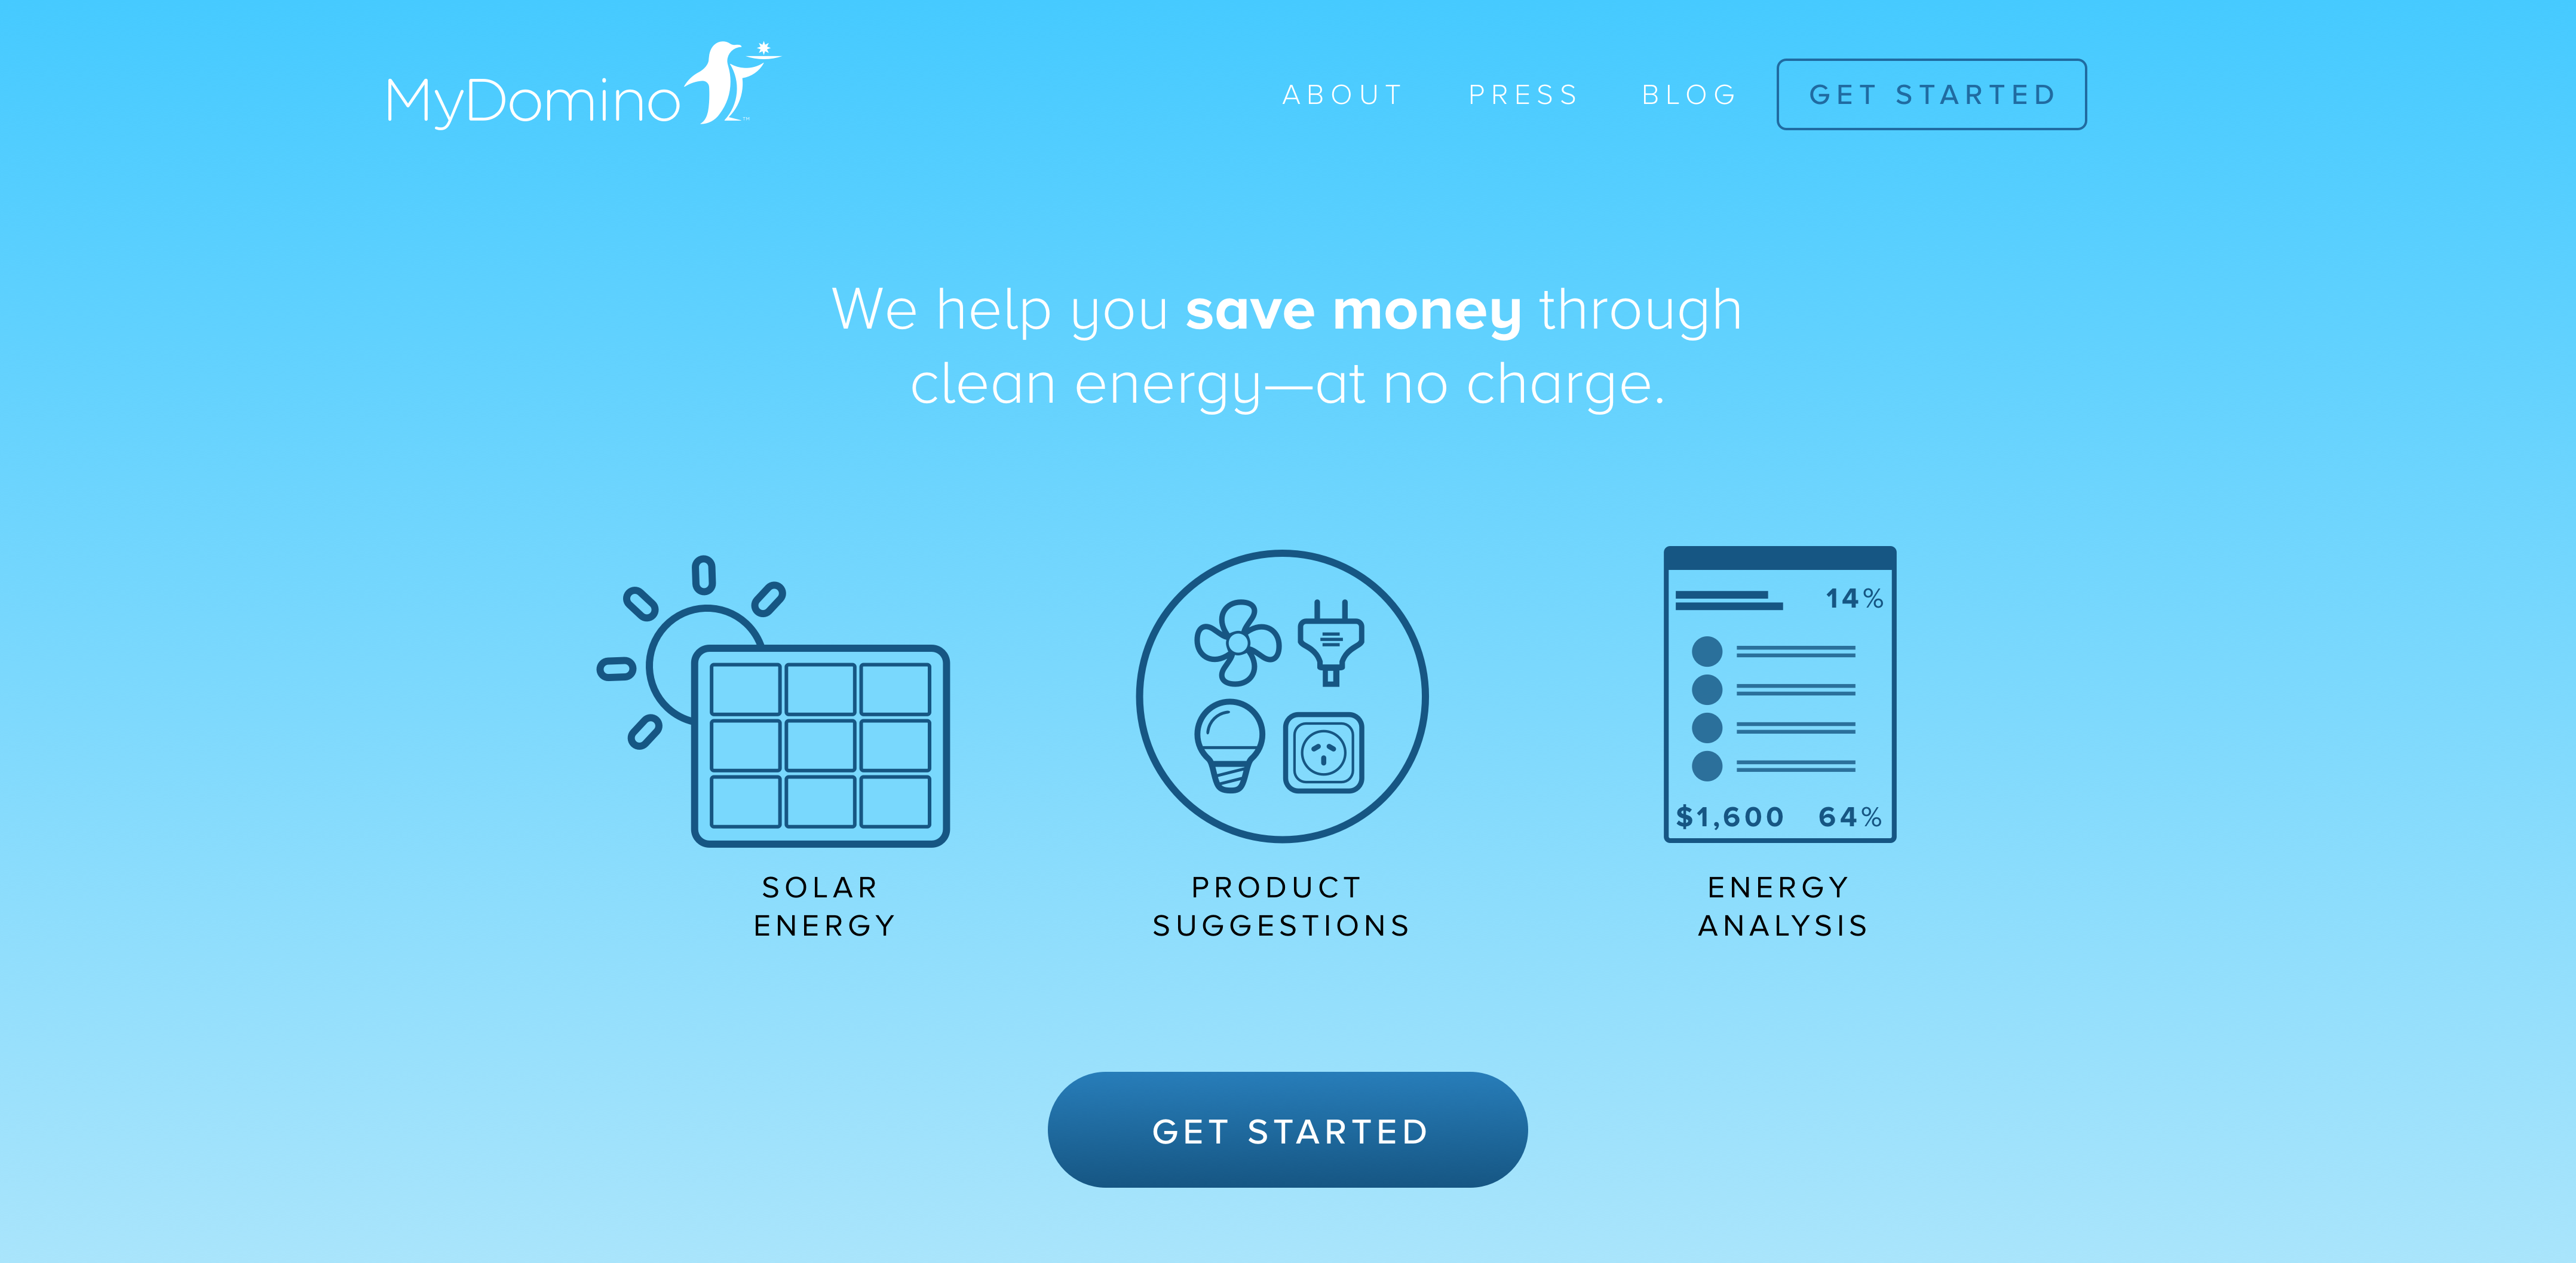 MyDomino™
ABOUT PRESS BLOG GET STARTED
We help you save money through
clean energy—at no charge.
14%
$1,600 64%
SOLAR
ENERGY
PRODUCT
SUGGESTIONS
ENERGY
ANALYSIS
GET STARTED